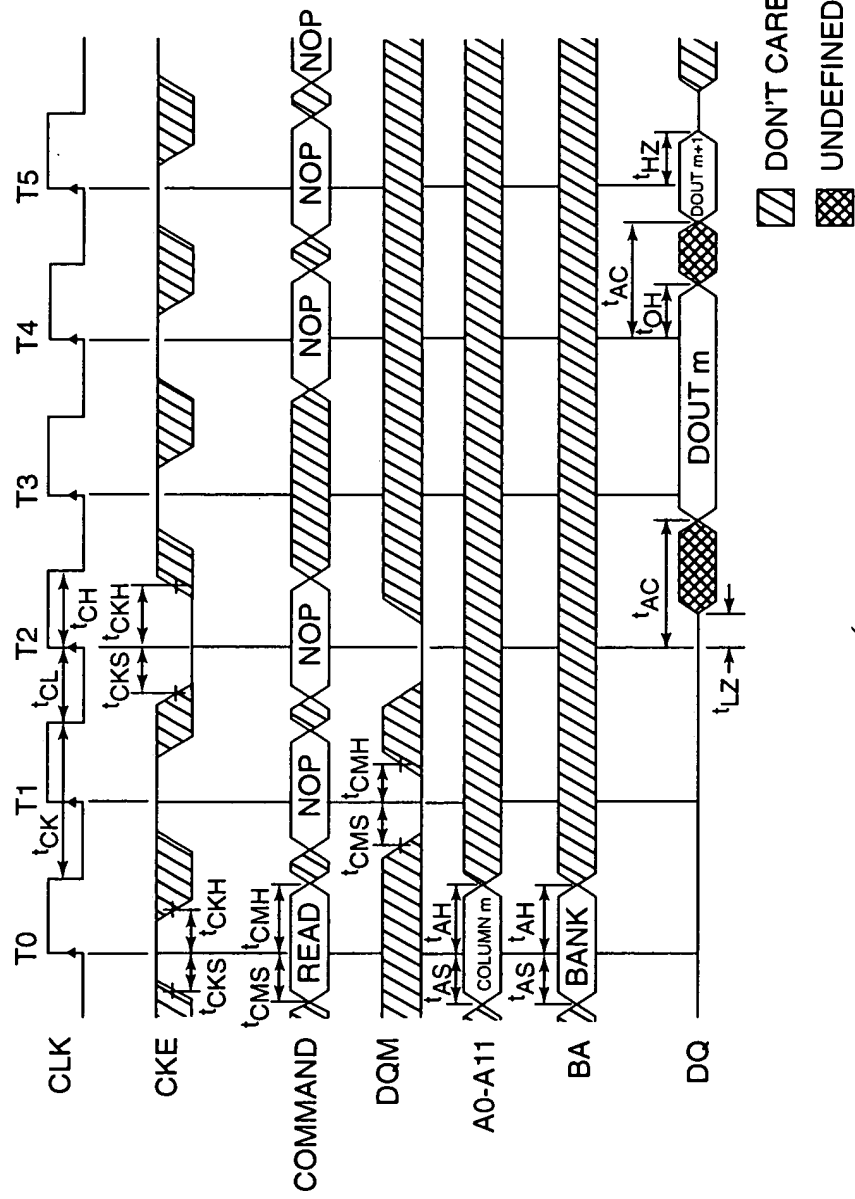 T0 T1 T2 T3 T4 T5
CLK
tCK tCL tCH
CKE
tCKS tCKH tCKS tCKH
tCMS tCMH
COMMAND
READ NOP NOP NOP NOP NOP
tCMS tCMH
DQM
tAS tAH
A0-A11
COLUMN m
tAS tAH
BA
BANK
tAC tAC
tOH tHZ
DQ
DOUT m DOUT m+1
tLZ
DON'T CARE
UNDEFINED